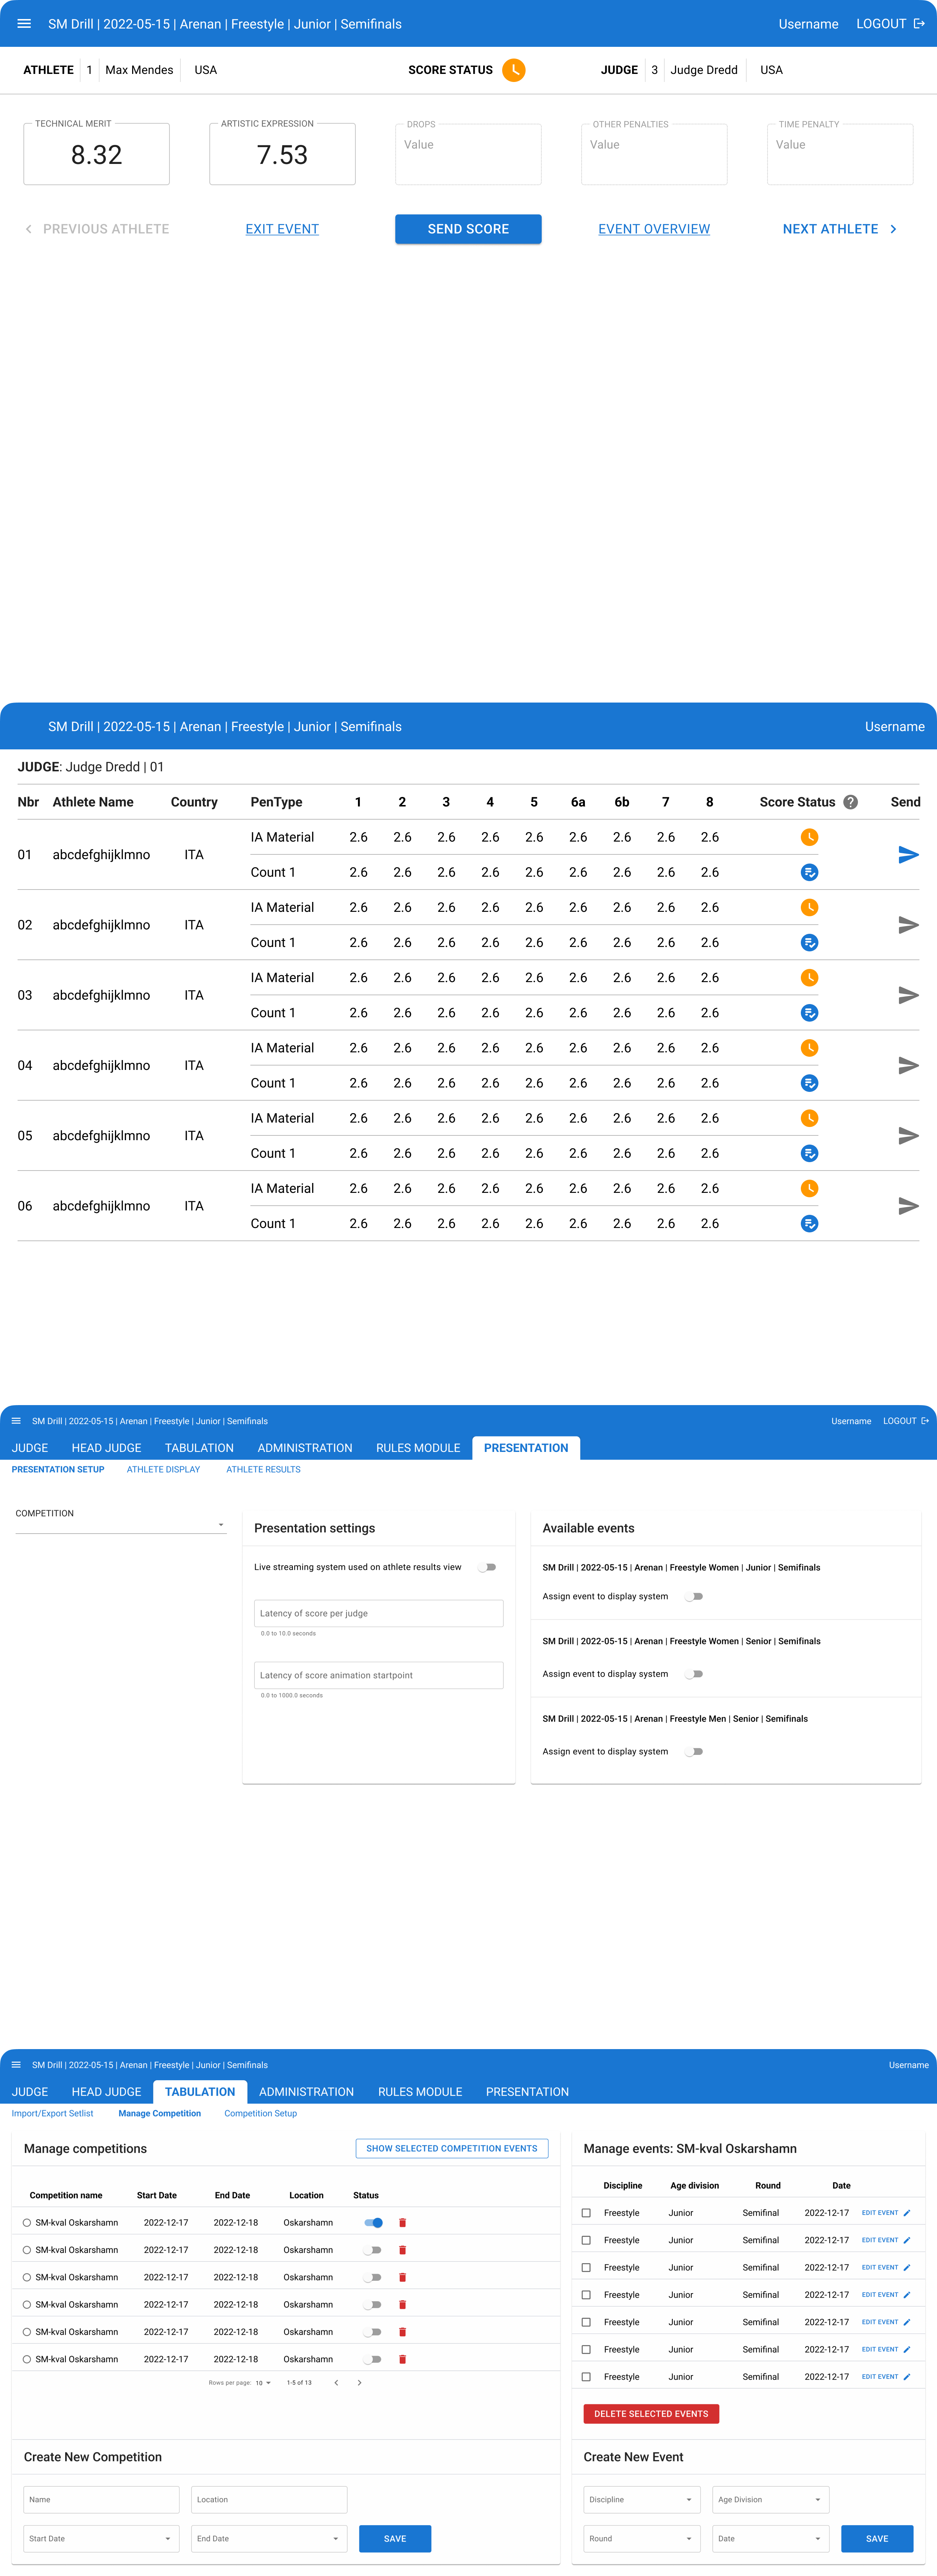 SM Drill | 2022-05-15 | Arenan | Freestyle | Junior | Semifinals Username LOGOUT
ATHLETE 1 Max Mendes USA SCORE STATUS JUDGE 3 Judge Dredd USA
TECHNICAL MERIT ARTISTIC EXPRESSION DROPS OTHER PENALTIES TIME PENALTY
8.32 7.53 Value Value Value
PREVIOUS ATHLETE EXIT EVENT SEND SCORE EVENT OVERVIEW NEXT ATHLETE
SM Drill | 2022-05-15 | Arenan | Freestyle | Junior | Semifinals Username
JUDGE: Judge Dredd | 01
Nbr Athlete Name Country PenType 1 2 3 4 5 6a 6b 7 8 Score Status ? Send
IA Material 2.6 2.6 2.6 2.6 2.6 2.6 2.6 2.6 2.6
01 abcdefghijklmno ITA
Count 1 2.6 2.6 2.6 2.6 2.6 2.6 2.6 2.6 2.6
IA Material 2.6 2.6 2.6 2.6 2.6 2.6 2.6 2.6 2.6
02 abcdefghijklmno ITA
Count 1 2.6 2.6 2.6 2.6 2.6 2.6 2.6 2.6 2.6
IA Material 2.6 2.6 2.6 2.6 2.6 2.6 2.6 2.6 2.6
03 abcdefghijklmno ITA
Count 1 2.6 2.6 2.6 2.6 2.6 2.6 2.6 2.6 2.6
IA Material 2.6 2.6 2.6 2.6 2.6 2.6 2.6 2.6 2.6
04 abcdefghijklmno ITA
Count 1 2.6 2.6 2.6 2.6 2.6 2.6 2.6 2.6 2.6
IA Material 2.6 2.6 2.6 2.6 2.6 2.6 2.6 2.6 2.6
05 abcdefghijklmno ITA
Count 1 2.6 2.6 2.6 2.6 2.6 2.6 2.6 2.6 2.6
IA Material 2.6 2.6 2.6 2.6 2.6 2.6 2.6 2.6 2.6
06 abcdefghijklmno ITA
Count 1 2.6 2.6 2.6 2.6 2.6 2.6 2.6 2.6 2.6
SM Drill | 2022-05-15 | Arenan | Freestyle | Junior | Semifinals Username LOGOUT
JUDGE HEAD JUDGE TABULATION ADMINISTRATION RULES MODULE PRESENTATION
PRESENTATION SETUP ATHLETE DISPLAY ATHLETE RESULTS
COMPETITION
Presentation settings
Live streaming system used on athlete results view
Latency of score per judge
0.0 to 10.0 seconds
Latency of score animation startpoint
0.0 to 1000.0 seconds
Available events
SM Drill | 2022-05-15 | Arenan | Freestyle Women | Junior | Semifinals
Assign event to display system
SM Drill | 2022-05-15 | Arenan | Freestyle Women | Senior | Semifinals
Assign event to display system
SM Drill | 2022-05-15 | Arenan | Freestyle Men | Senior | Semifinals
Assign event to display system
SM Drill | 2022-05-15 | Arenan | Freestyle | Junior | Semifinals Username
JUDGE HEAD JUDGE TABULATION ADMINISTRATION RULES MODULE PRESENTATION
Import/Export Setlist Manage Competition Competition Setup
Manage competitions SHOW SELECTED COMPETITION EVENTS
Competition name Start Date End Date Location Status
SM-kval Oskarshamn 2022-12-17 2022-12-18 Oskarshamn
SM-kval Oskarshamn 2022-12-17 2022-12-18 Oskarshamn
SM-kval Oskarshamn 2022-12-17 2022-12-18 Oskarshamn
SM-kval Oskarshamn 2022-12-17 2022-12-18 Oskarshamn
SM-kval Oskarshamn 2022-12-17 2022-12-18 Oskarshamn
SM-kval Oskarshamn 2022-12-17 2022-12-18 Oskarshamn
Rows per page: 10 1-5 of 13
Create New Competition
Name Location
Start Date End Date SAVE
Manage events: SM-kval Oskarshamn
Discipline Age division Round Date
Freestyle Junior Semifinal 2022-12-17 EDIT EVENT
Freestyle Junior Semifinal 2022-12-17 EDIT EVENT
Freestyle Junior Semifinal 2022-12-17 EDIT EVENT
Freestyle Junior Semifinal 2022-12-17 EDIT EVENT
Freestyle Junior Semifinal 2022-12-17 EDIT EVENT
Freestyle Junior Semifinal 2022-12-17 EDIT EVENT
Freestyle Junior Semifinal 2022-12-17 EDIT EVENT
DELETE SELECTED EVENTS
Create New Event
Discipline Age Division
Round Date SAVE